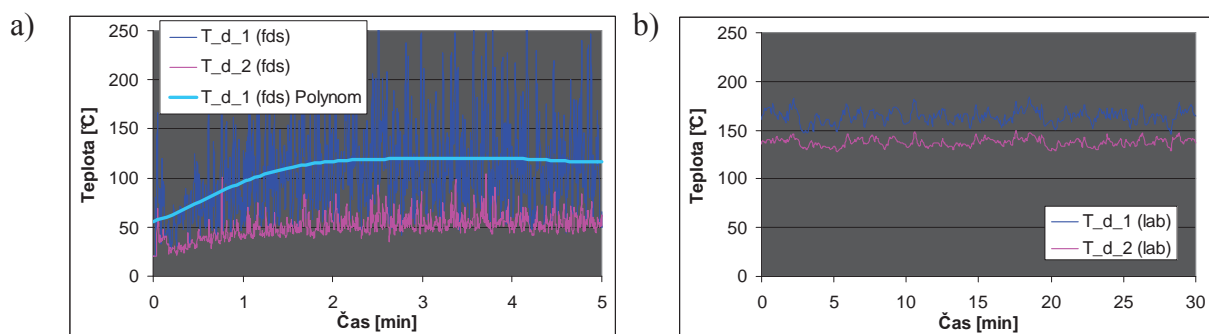 a)
Teplota [°C]
250
200
150
100
50
0
T_d_1 (fds)
T_d_2 (fds)
T_d_1 (fds) Polynom
0 1 2 3 4 5
Čas [min]
b)
Teplota [°C]
250
200
150
100
50
0
T_d_1 (lab)
T_d_2 (lab)
0 5 10 15 20 25 30
Čas [min]